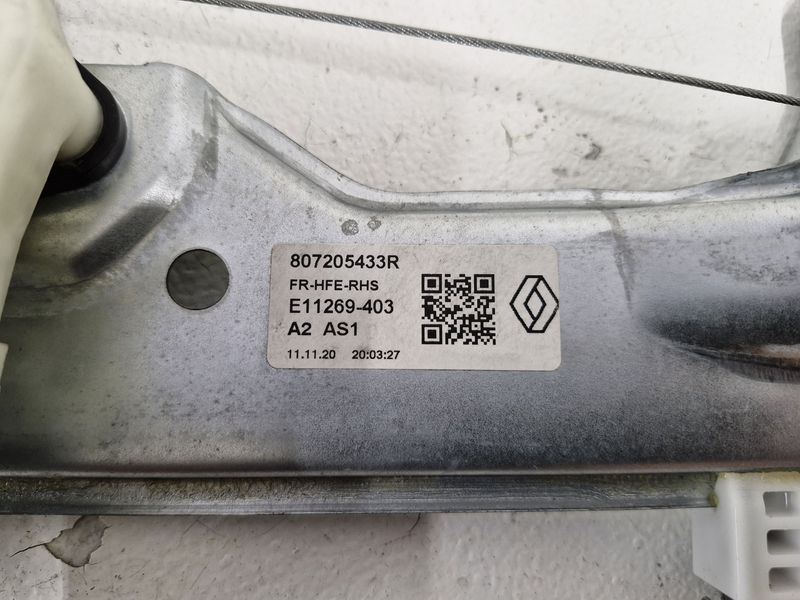 807205433R
FR-HFE-RHS
E11269-403
A2 AS1
11.11.20 20:03:27